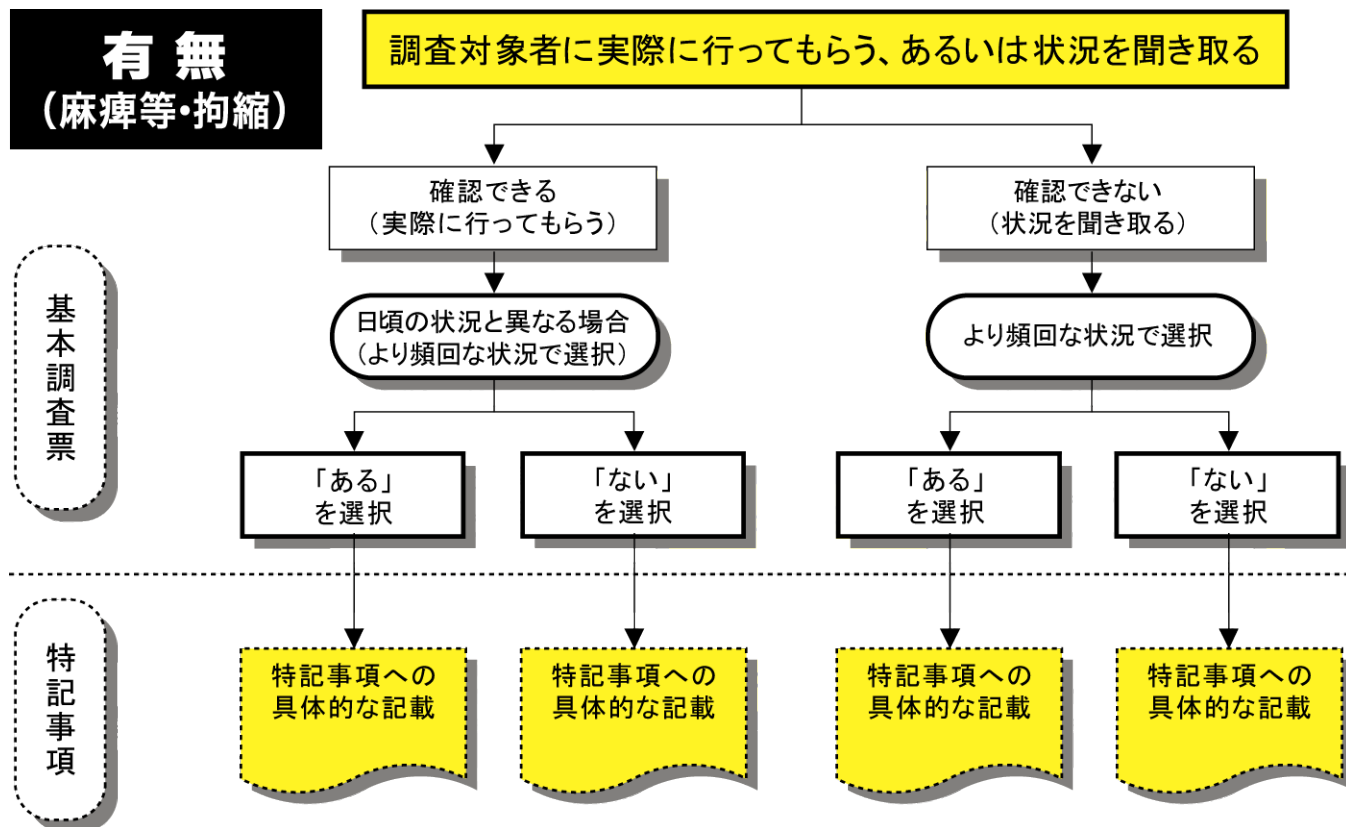 有無
（麻痺等・拘縮）
調査対象者に実際に行ってもらう、あるいは状況を聞き取る
確認できる
（実際に行ってもらう）
確認できない
（状況を聞き取る）
基本調査票
日頃の状況と異なる場合
（より頻回な状況で選択）
より頻回な状況で選択
「ある」
を選択
「ない」
を選択
「ある」
を選択
「ない」
を選択
特記事項
特記事項への
具体的な記載
特記事項への
具体的な記載
特記事項への
具体的な記載
特記事項への
具体的な記載